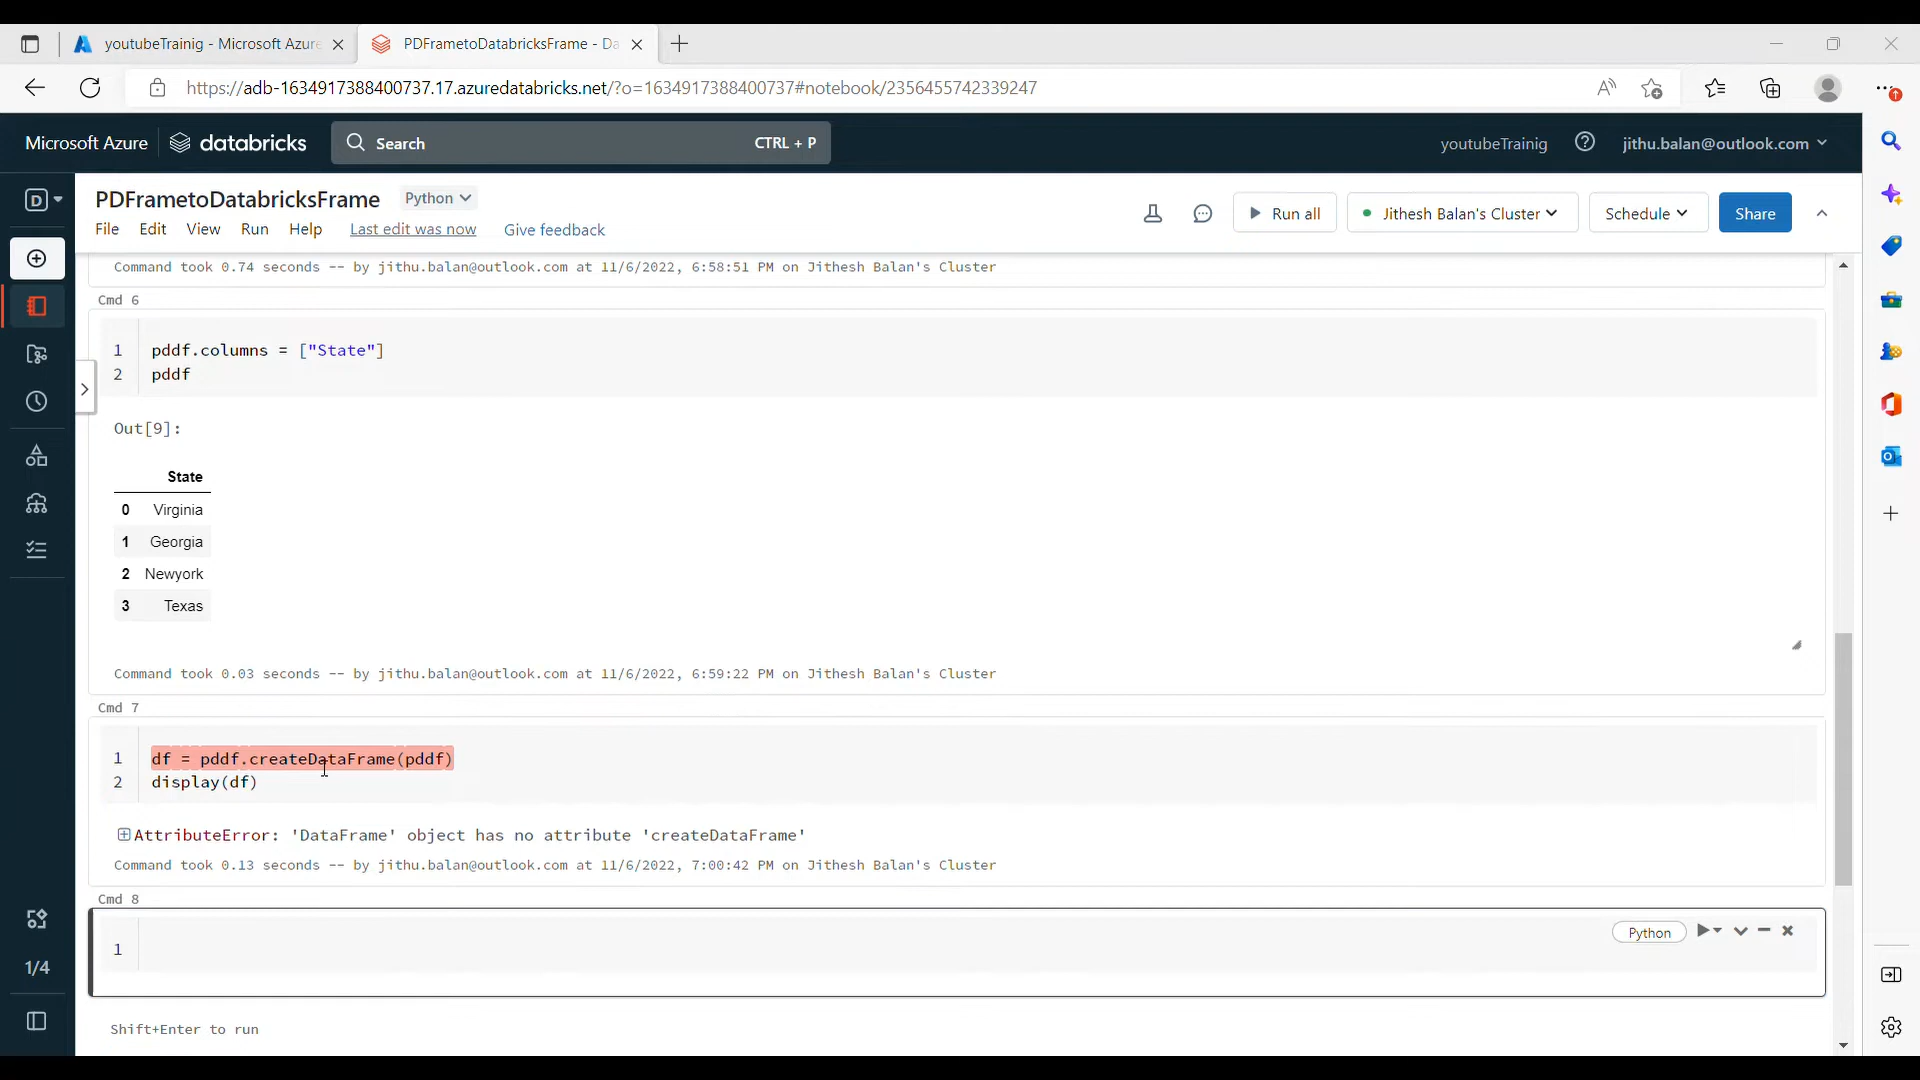 youtubeTrainig - Microsoft Azure
PDFrametoDatabricksFrame - Da
https://adb-1634917388400737.17.azuredatabricks.net/?o=1634917388400737#notebook/2356455742339247
Microsoft Azure
databricks
Search
CTRL + P
youtubeTrainig
jithu.balan@outlook.com
D
PDFrametoDatabricksFrame
Python
File Edit View Run Help Last edit was now Give feedback
Run all
Jithesh Balan's Cluster
Schedule
Share
Command took 0.74 seconds -- by jithu.balan@outlook.com at 11/6/2022, 6:58:51 PM on Jithesh Balan's Cluster
Cmd 6
1 pddf.columns = ["State"]
2 pddf
Out[9]:
State
0 Virginia
1 Georgia
2 Newyork
3 Texas
Command took 0.03 seconds -- by jithu.balan@outlook.com at 11/6/2022, 6:59:22 PM on Jithesh Balan's Cluster
Cmd 7
1 df = pddf.createDataFrame(pddf)
2 display(df)
AttributeError: 'DataFrame' object has no attribute 'createDataFrame'
Command took 0.13 seconds -- by jithu.balan@outlook.com at 11/6/2022, 7:00:42 PM on Jithesh Balan's Cluster
Cmd 8
Python
1
1/4
Shift+Enter to run